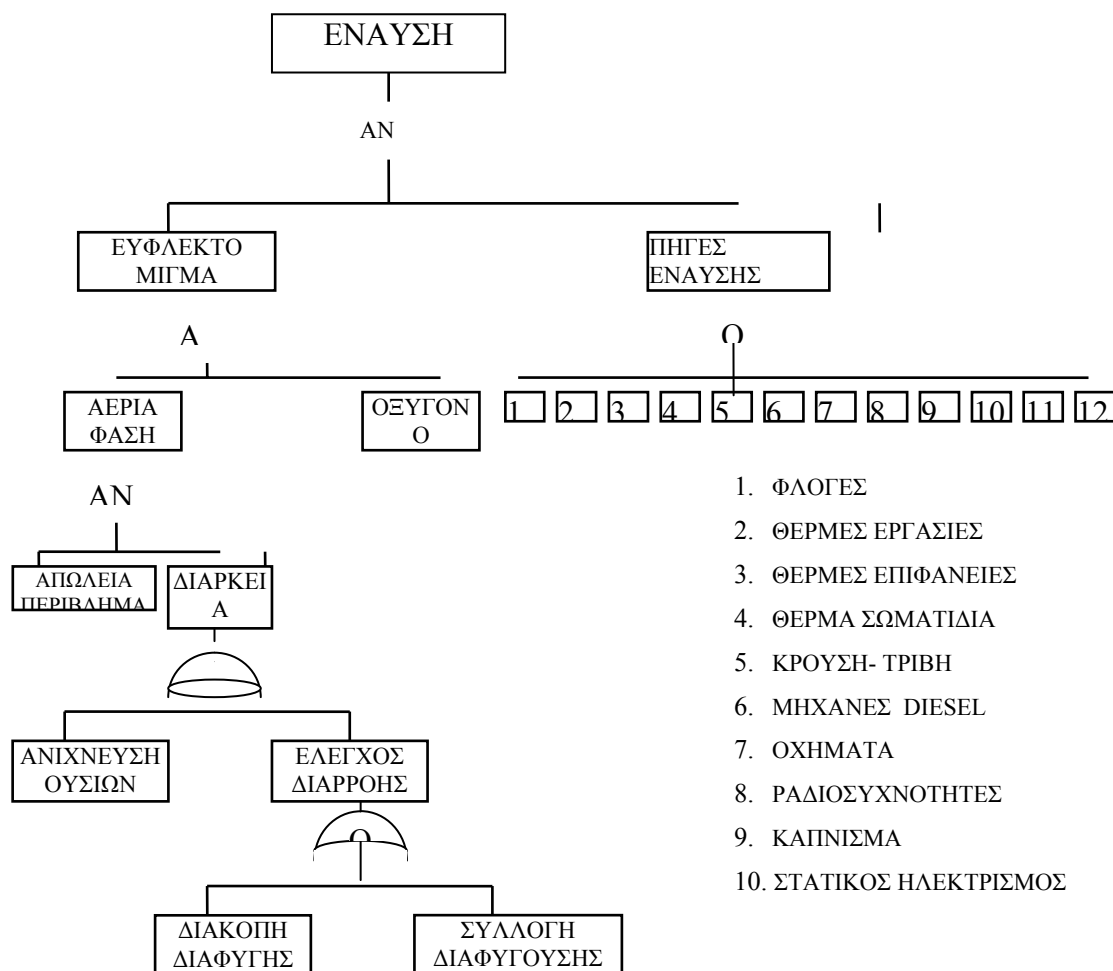 ΕΝΑΥΣΗ
ΑΝ
ΕΥΦΛΕΚΤΟ
ΜΙΓΜΑ
ΠΗΓΕΣ
ΕΝΑΥΣΗΣ
Α
Ο
ΑΕΡΙΑ
ΦΑΣΗ
ΟΞΥΓΟΝ
Ο
1 2 3 4 5 6 7 8 9 10 11 12
ΑΝ
ΑΠΩΛΕΙΑ
ΠΕΡΙΒΛΗΜΑ
ΔΙΑΡΚΕΙ
Α
ΑΝΙΧΝΕΥΣΗ
ΟΥΣΙΩΝ
ΕΛΕΓΧΟΣ
ΔΙΑΡΡΟΗΣ
Ο
ΔΙΑΚΟΠΗ
ΔΙΑΦΥΓΗΣ
ΣΥΛΛΟΓΗ
ΔΙΑΦΥΓΟΥΣΗΣ
1. ΦΛΟΓΕΣ
2. ΘΕΡΜΕΣ ΕΡΓΑΣΙΕΣ
3. ΘΕΡΜΕΣ ΕΠΙΦΑΝΕΙΕΣ
4. ΘΕΡΜΑ ΣΩΜΑΤΙΔΙΑ
5. ΚΡΟΥΣΗ- ΤΡΙΒΗ
6. ΜΗΧΑΝΕΣ DIESEL
7. ΟΧΗΜΑΤΑ
8. ΡΑΔΙΟΣΥΧΝΟΤΗΤΕΣ
9. ΚΑΠΝΙΣΜΑ
10. ΣΤΑΤΙΚΟΣ ΗΛΕΚΤΡΙΣΜΟΣ